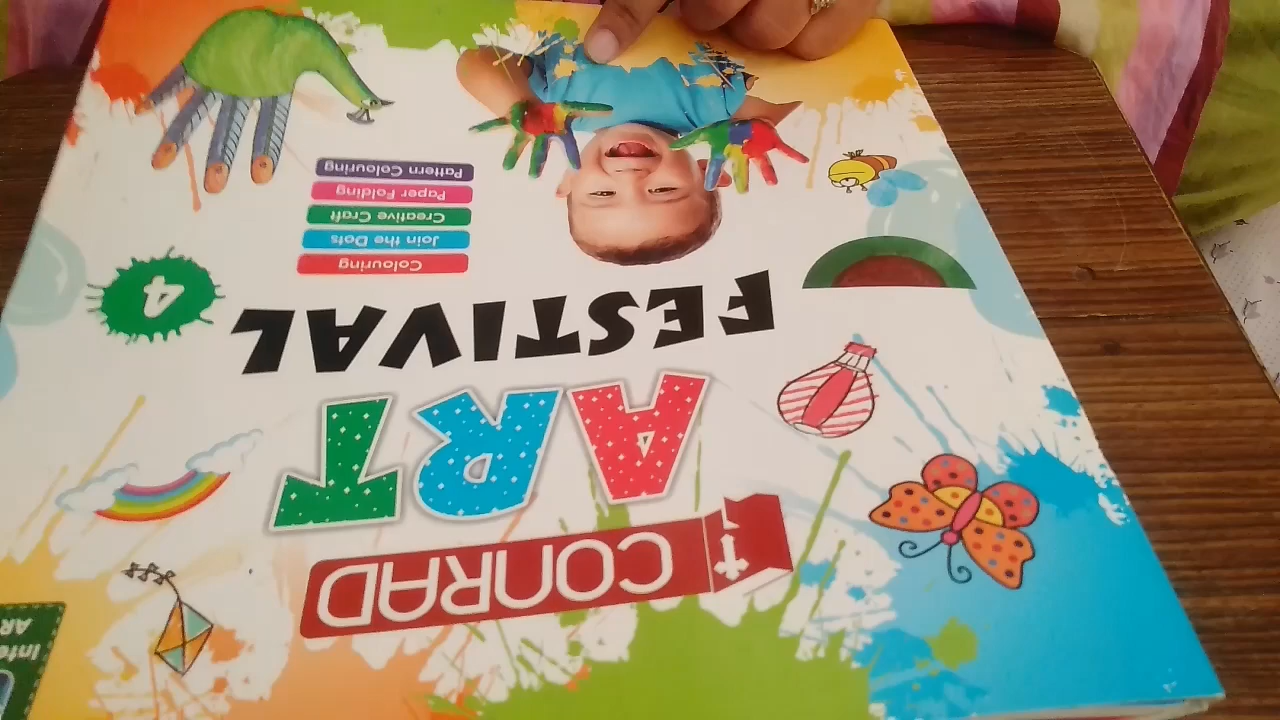 CONRAD
ART
FESTIVAL
4
Colouring
Join the Dots
Creative Craft
Paper Folding
Pattern Colouring